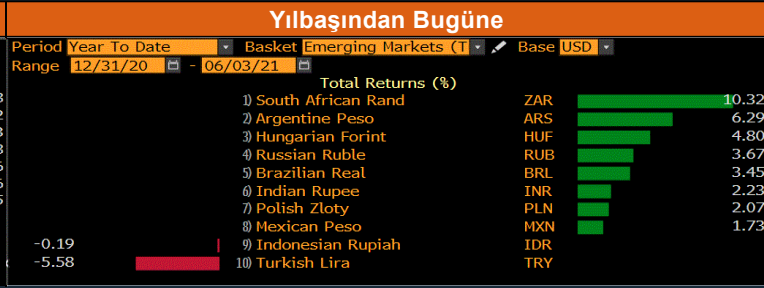 Yılbaşından Bugüne
Period Year To Date Basket Emerging Markets (T Base USD
Range 12/31/20 - 06/03/21
Total Returns (%)
1) South African Rand ZAR 10.32
2) Argentine Peso ARS 6.29
3) Hungarian Forint HUF 4.80
4) Russian Ruble RUB 3.67
5) Brazilian Real BRL 3.45
6) Indian Rupee INR 2.23
7) Polish Zloty PLN 2.07
8) Mexican Peso MXN 1.73
-0.19 9) Indonesian Rupiah IDR
-5.58 10) Turkish Lira TRY